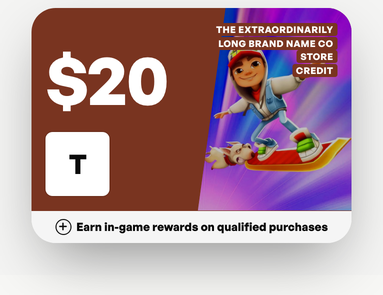 THE EXTRAORDINARILY
LONG BRAND NAME CO
STORE
CREDIT
$20
T
Earn in-game rewards on qualified purchases